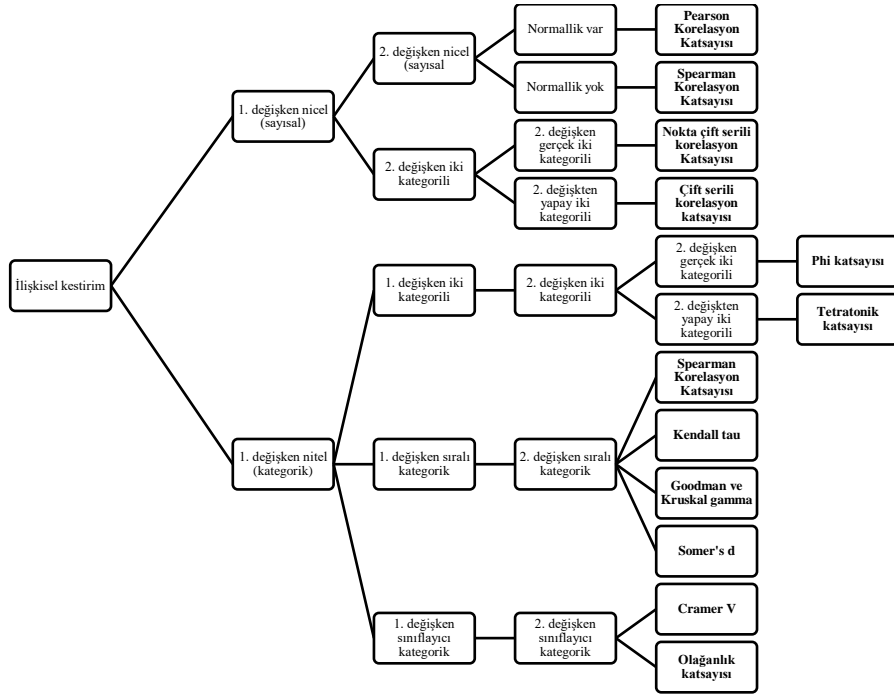 İlişkisel kestirim
1. değişken nicel
(sayısal)
2. değişken nicel
(sayısal
Normallik var
Pearson
Korelasyon
Katsayısı
Normallik yok
Spearman
Korelasyon
Katsayısı
2. değişken iki
kategorili
2. değişken
gerçek iki
kategorili
Nokta çift serili
korelasyon
Katsayısı
2. değişkten
yapay iki
kategorili
Çift serili
korelasyon
katsayısı
1. değişken nitel
(kategorik)
1. değişken iki
kategorili
2. değişken iki
kategorili
2. değişken
gerçek iki
kategorili
Phi katsayısı
2. değişkten
yapay iki
kategorili
Tetratonik
katsayısı
1. değişken sıralı
kategorik
2. değişken sıralı
kategorik
Spearman
Korelasyon
Katsayısı
Kendall tau
Goodman ve
Kruskal gamma
Somer's d
1. değişken
sınıflayıcı
kategorik
2. değişken
sınıflayıcı
kategorik
Cramer V
Olağanlık
katsayısı